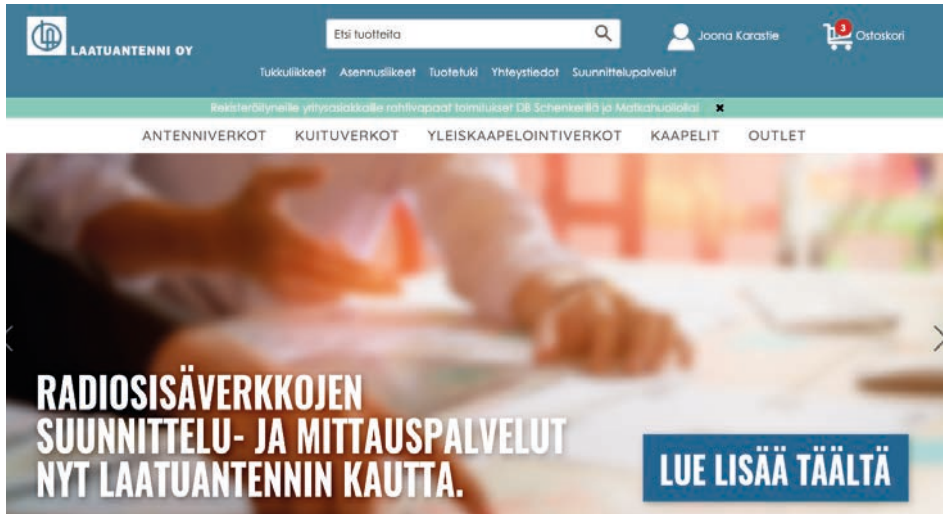 LAATUANTENNI OY
Etsi tuotteita
Joona Karastie
3
Ostoskori
Tukkuliikkeet Asennusliikeet Tuotetuki Yhteystiedot Suunnittelupalvelut
Rekisteröityneille yritysasiakkaille rahtivapaat toimitukset DB Schenkerillä ja Matkahuollolla!
ANTENNIVERKOT KUITUVERKOT YLEISKAAPELOINTIVERKOT KAAPELIT OUTLET
RADIOSISÄVERKKOJEN
SUUNNITTELU- JA MITTAUSPALVELUT
NYT LAATUANTENNIN KAUTTA.
LUE LISÄÄ TÄÄLTÄ